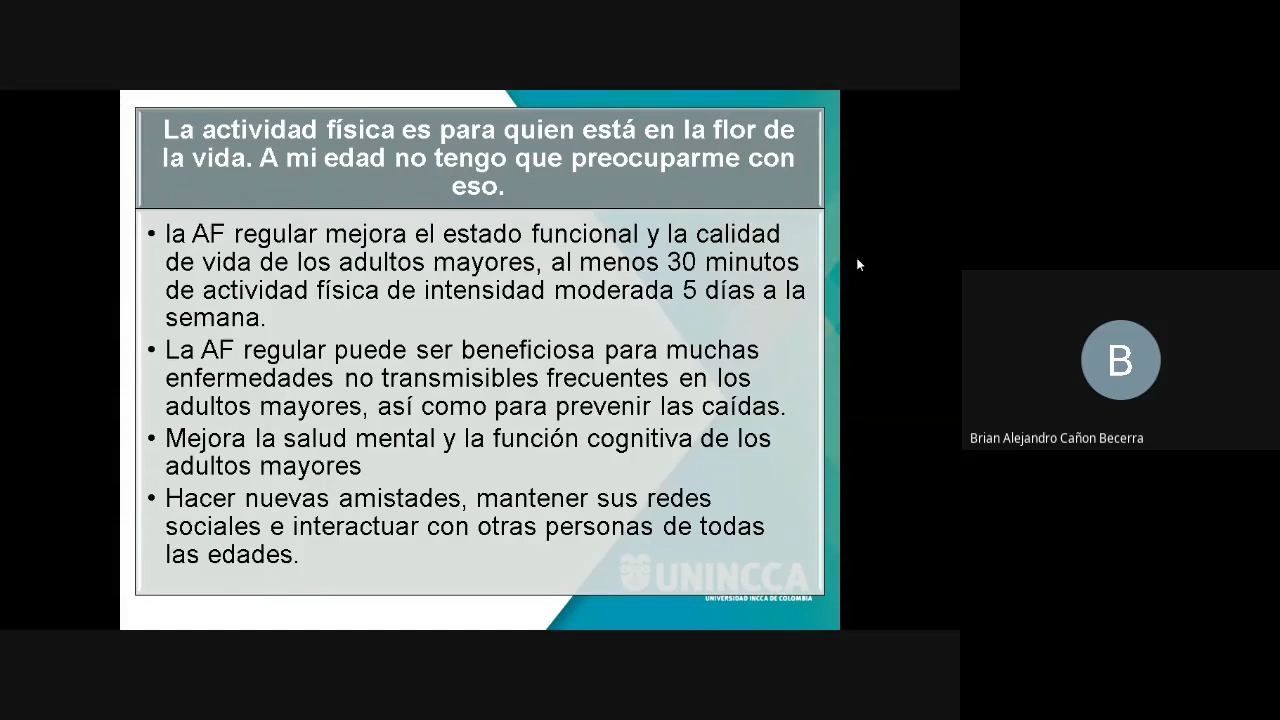 La actividad física es para quien está en la flor de
la vida. A mi edad no tengo que preocuparme con
eso.
• la AF regular mejora el estado funcional y la calidad
de vida de los adultos mayores, al menos 30 minutos
de actividad física de intensidad moderada 5 días a la
semana.
• La AF regular puede ser beneficiosa para muchas
enfermedades no transmisibles frecuentes en los
adultos mayores, así como para prevenir las caídas.
• Mejora la salud mental y la función cognitiva de los
adultos mayores
• Hacer nuevas amistades, mantener sus redes
sociales e interactuar con otras personas de todas
las edades.
UNINCCA
UNIVERSIDAD INCCA DE COLOMBIA
B
Brian Alejandro Cañon Becerra